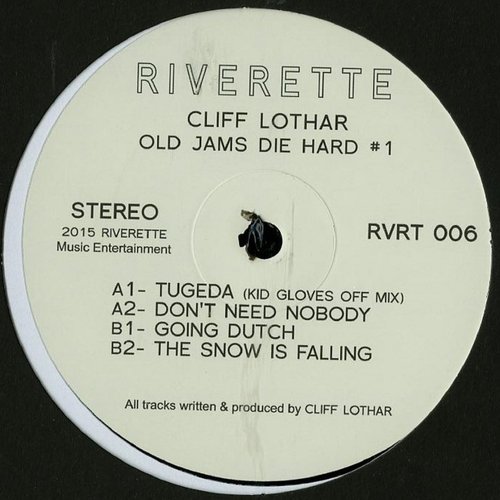 RIVERETTE
CLIFF LOTHAR
OLD JAMS DIE HARD #1
STEREO
2015 RIVERETTE
Music Entertainment
RVRT 006
A1- TUGEDA (KID GLOVES OFF MIX)
A2- DON'T NEED NOBODY
B1- GOING DUTCH
B2- THE SNOW IS FALLING
All tracks written & produced by CLIFF LOTHAR